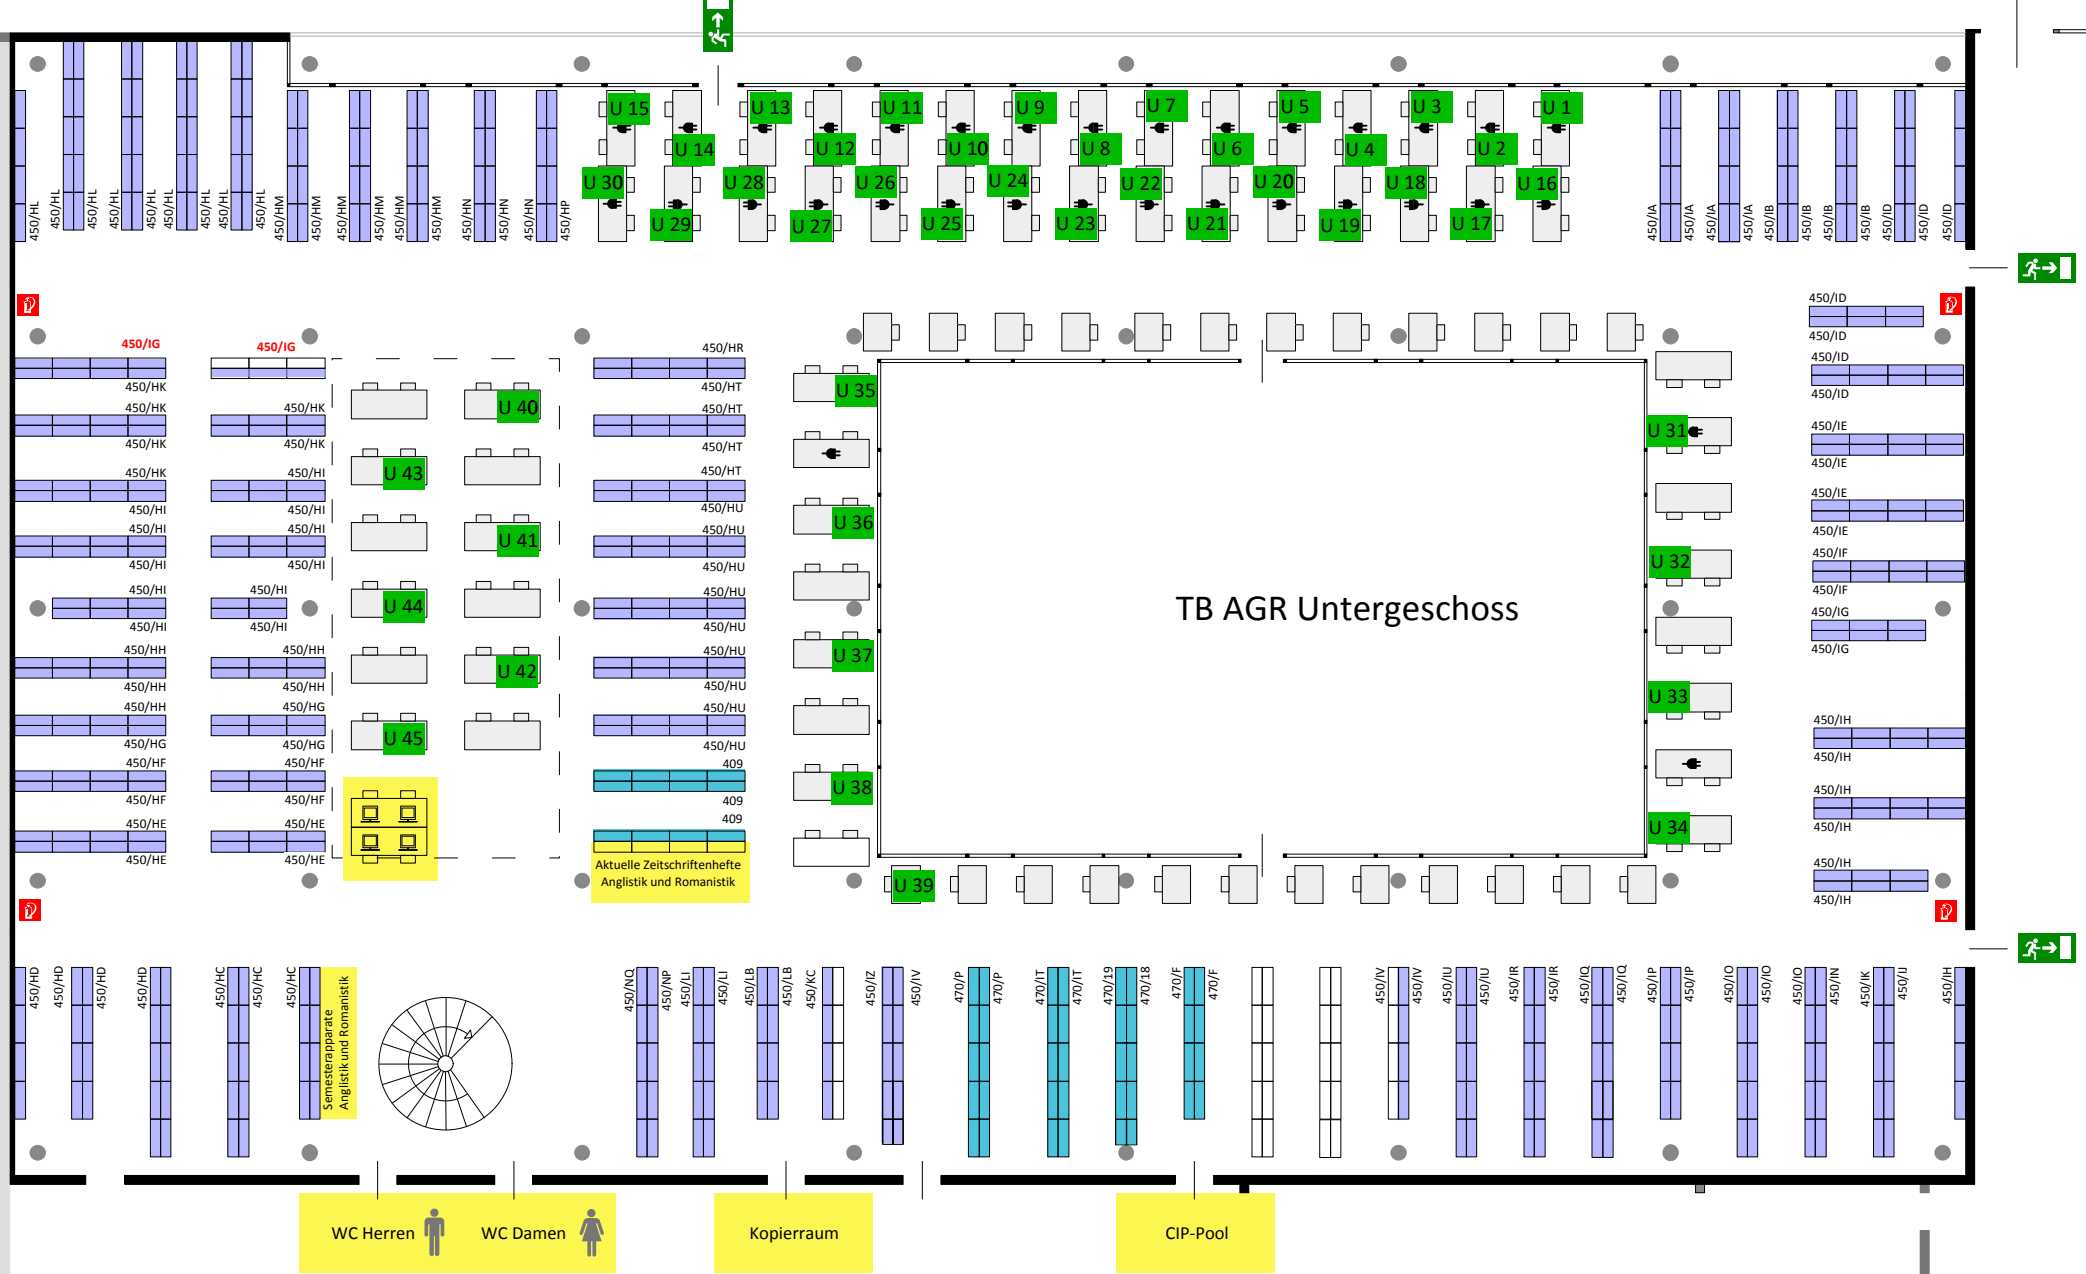 U 15
U 13
U 11
U 9
U 7
U 5
U 3
U 1
U 14
U 12
U 10
U 8
U 6
U 4
U 2
U 30
U 28
U 26
U 24
U 22
U 20
U 18
U 16
U 29
U 27
U 25
U 23
U 21
U 19
U 17
450/HL
450/HL
450/HL
450/HL
450/HL
450/HL
450/HL
450/HL
450/HL
450/HM
450/HM
450/HM
450/HM
450/HM
450/HM
450/HN
450/HN
450/HN
450/HP
450/IA
450/IA
450/IA
450/IA
450/IB
450/IB
450/IB
450/IB
450/ID
450/ID
450/ID
450/IG
450/IG
450/HK
450/HK
450/HK
450/HK
450/HK
450/HK
450/HI
450/HI
450/HI
450/HI
450/HI
450/HI
450/HI
450/HI
450/HI
450/HI
450/HI
450/HH
450/HH
450/HH
450/HH
450/HH
450/HG
450/HG
450/HG
450/HF
450/HF
450/HF
450/HF
450/HE
450/HE
450/HE
450/HE
U 40
U 43
U 41
U 44
U 42
U 45
450/HR
450/HT
450/HT
450/HT
450/HT
450/HU
450/HU
450/HU
450/HU
450/HU
450/HU
450/HU
450/HU
450/HU
409
409
409
Aktuelle Zeitschriftenhefte
Anglistik und Romanistik
U 35
U 36
U 37
U 38
U 39
TB AGR Untergeschoss
U 31
U 32
U 33
U 34
450/ID
450/ID
450/ID
450/ID
450/IE
450/IE
450/IE
450/IE
450/IF
450/IF
450/IG
450/IG
450/IH
450/IH
450/IH
450/IH
450/IH
450/IH
450/HD
450/HD
450/HD
450/HD
450/HC
450/HC
450/HC
Semesterapparate
Anglistik und Romanistik
450/NQ
450/NP
450/LI
450/LI
450/LB
450/LB
450/KC
450/IZ
450/IV
470/P
470/P
470/IT
470/IT
470/19
470/18
470/F
470/F
450/IV
450/IV
450/IU
450/IU
450/IR
450/IR
450/IQ
450/IQ
450/IP
450/IP
450/IO
450/IO
450/IO
450/IN
450/IK
450/IJ
450/IH
WC Herren
WC Damen
Kopierraum
CIP-Pool